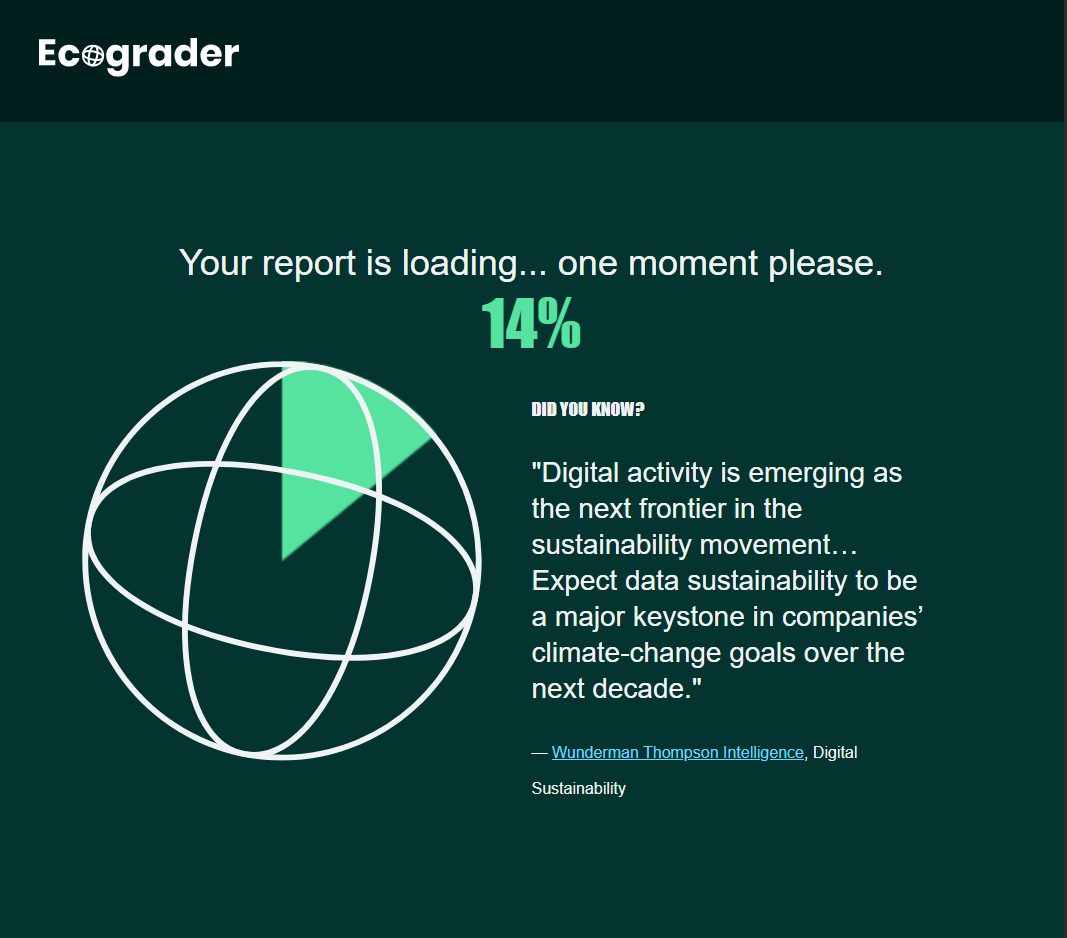 Ecograder
Your report is loading... one moment please.
14%
DID YOU KNOW?
"Digital activity is emerging as
the next frontier in the
sustainability movement…
Expect data sustainability to be
a major keystone in companies’
climate-change goals over the
next decade."
— Wunderman Thompson Intelligence, Digital
Sustainability